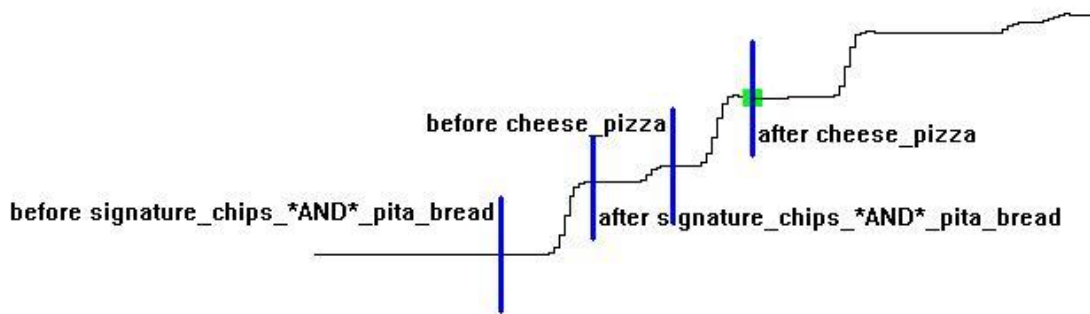 before cheese_pizza
after cheese_pizza
before signature_chips_*AND*_pita_bread
after signature_chips_*AND*_pita_bread